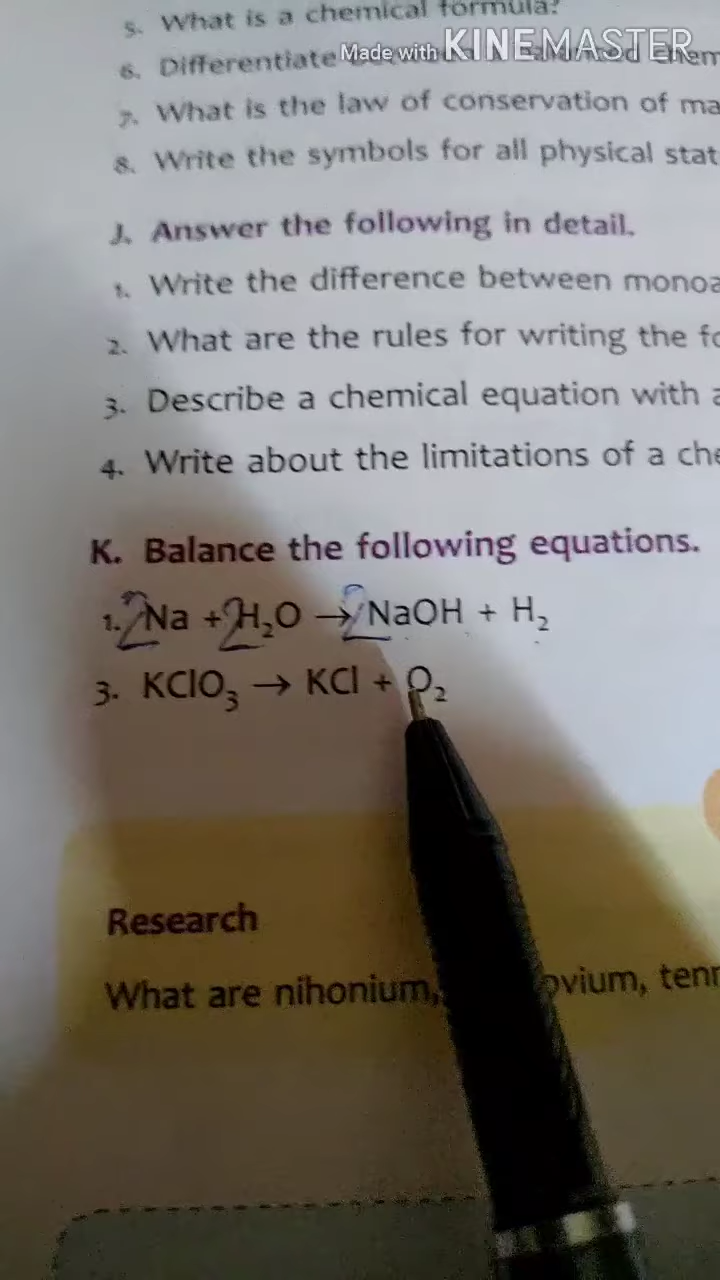 5. What is a chemical formula?
6. Differentiate
Made with KINEMASTER
7. What is the law of conservation of ma
8. Write the symbols for all physical stat
J. Answer the following in detail.
1. Write the difference between monoa
2. What are the rules for writing the fo
3. Describe a chemical equation with a
4. Write about the limitations of a che
K. Balance the following equations.
1. 2Na + 2H₂O → 2NaOH + H₂
3. KClO₃ → KCl + O₂
Research
What are nihonium, ovium, tenn